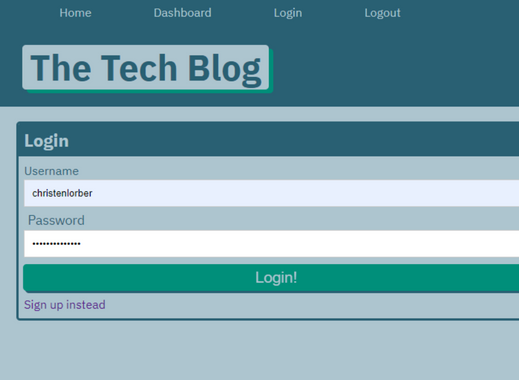 Home Dashboard Login Logout
The Tech Blog
Login
Username
christenlorber
Password
••••••••••••••
Login!
Sign up instead